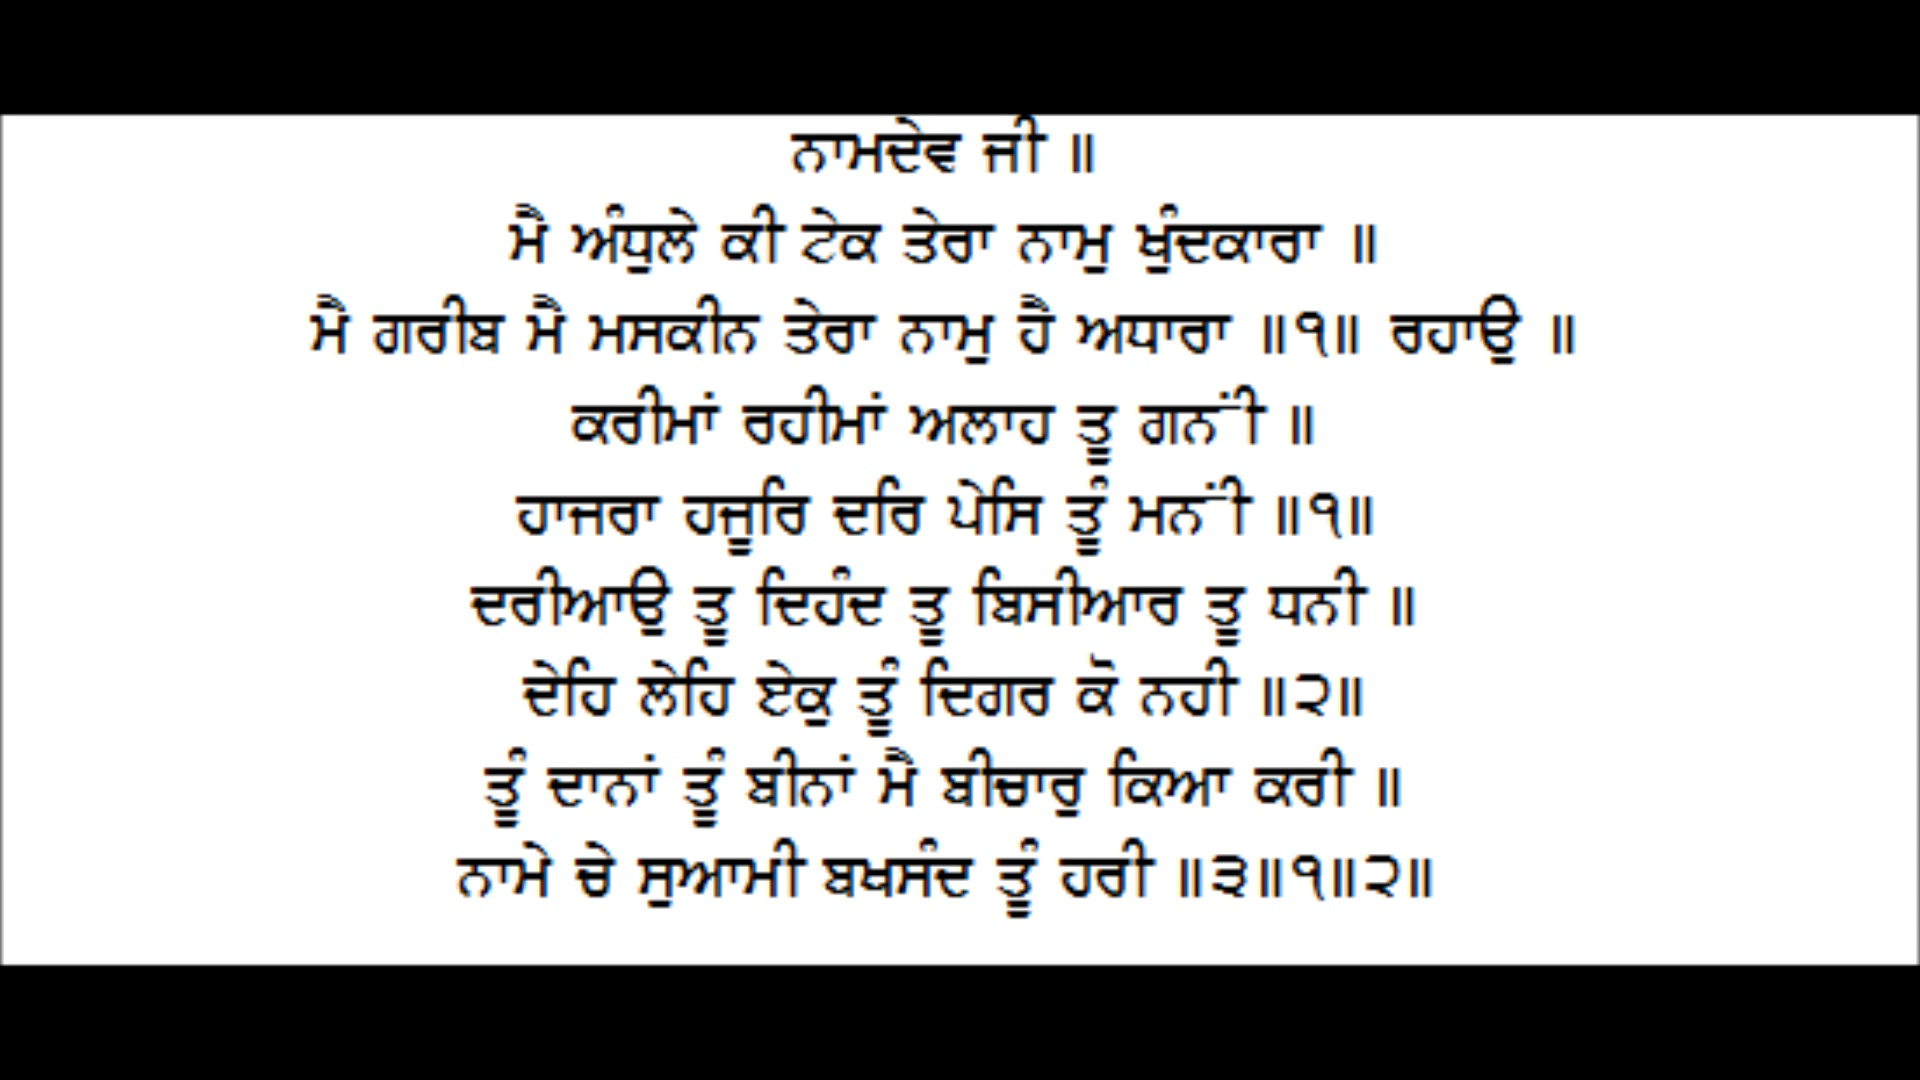 ਨਾਮਦੇਵ ਜੀ ॥
ਮੈ ਅੰਧੁਲੇ ਕੀ ਟੇਕ ਤੇਰਾ ਨਾਮੁ ਖੁੰਦਕਾਰਾ ॥
ਮੈ ਗਰੀਬ ਮੈ ਮਸਕੀਨ ਤੇਰਾ ਨਾਮੁ ਹੈ ਅਧਾਰਾ ॥੧॥ ਰਹਾਉ ॥
ਕਰੀਮਾਂ ਰਹੀਮਾਂ ਅਲਾਹ ਤੂ ਗਨੀਂ ॥
ਹਾਜਰਾ ਹਜੂਰਿ ਦਰਿ ਪੇਸਿ ਤੂੰ ਮਨੀਂ ॥੧॥
ਦਰੀਆਉ ਤੂ ਦਿਹੰਦ ਤੂ ਬਿਸੀਆਰ ਤੂ ਧਨੀ ॥
ਦੇਹਿ ਲੇਹਿ ਏਕੁ ਤੂੰ ਦਿਗਰ ਕੋ ਨਹੀ ॥੨॥
ਤੂੰ ਦਾਨਾਂ ਤੂੰ ਬੀਨਾਂ ਮੈ ਬੀਚਾਰੁ ਕਿਆ ਕਰੀ ॥
ਨਾਮੇ ਚੇ ਸੁਆਮੀ ਬਖਸੰਦ ਤੂੰ ਹਰੀ ॥੩॥੧॥੨॥